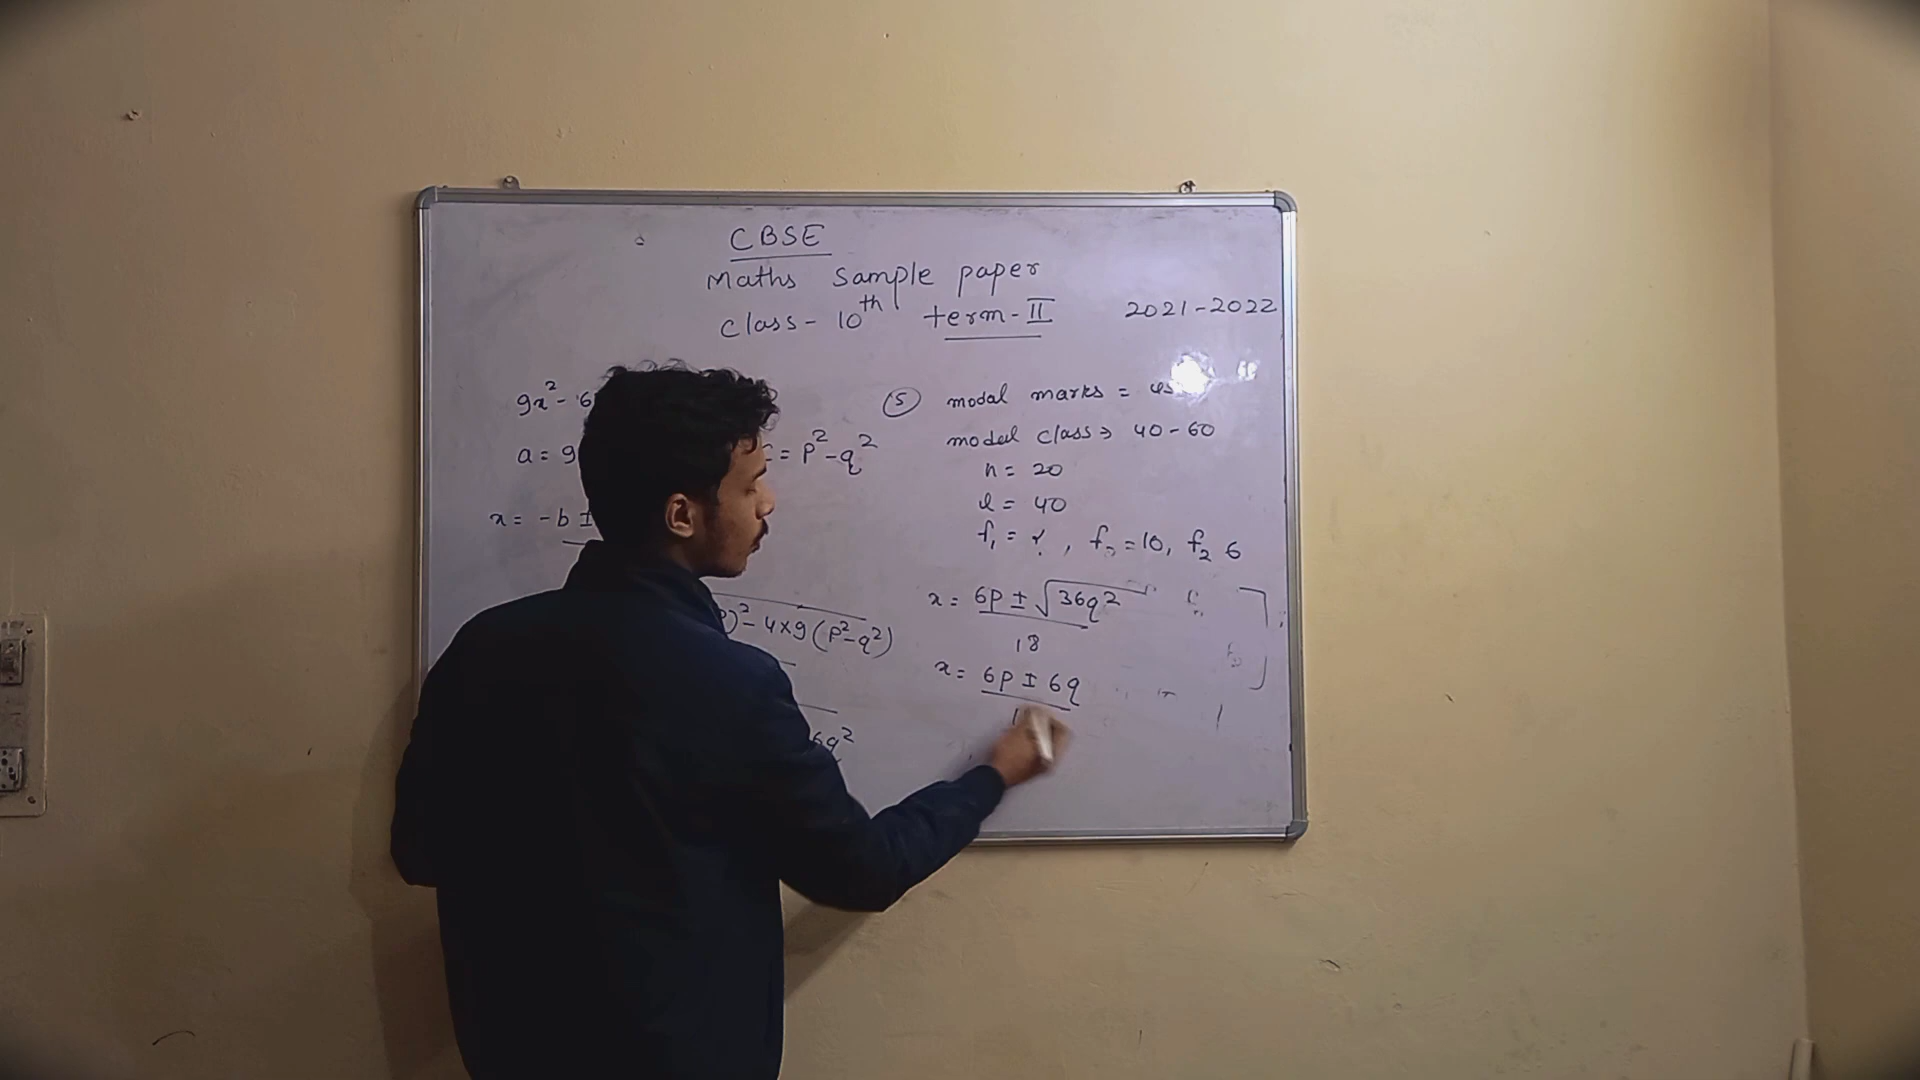 CBSE
Maths Sample paper
Class - 10th term - II 2021-2022
9x² - 6
a = 9 = p² - q²
x = -b ±
)² - 4×9(p²-q²)
6q²
⑤ modal marks =
modal class → 40-60
h = 20
l = 40
f₁ = ?, f₀ = 10, f₂ 6
x = 6p ± √36q²
18
x = 6p ± 6q